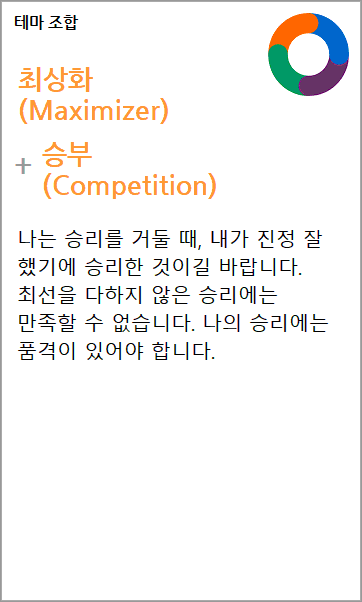 테마 조합
최상화
(Maximizer)
+ 승부
(Competition)
나는 승리를 거둘 때, 내가 진정 잘
했기에 승리한 것이길 바랍니다.
최선을 다하지 않은 승리에는
만족할 수 없습니다. 나의 승리에는
품격이 있어야 합니다.